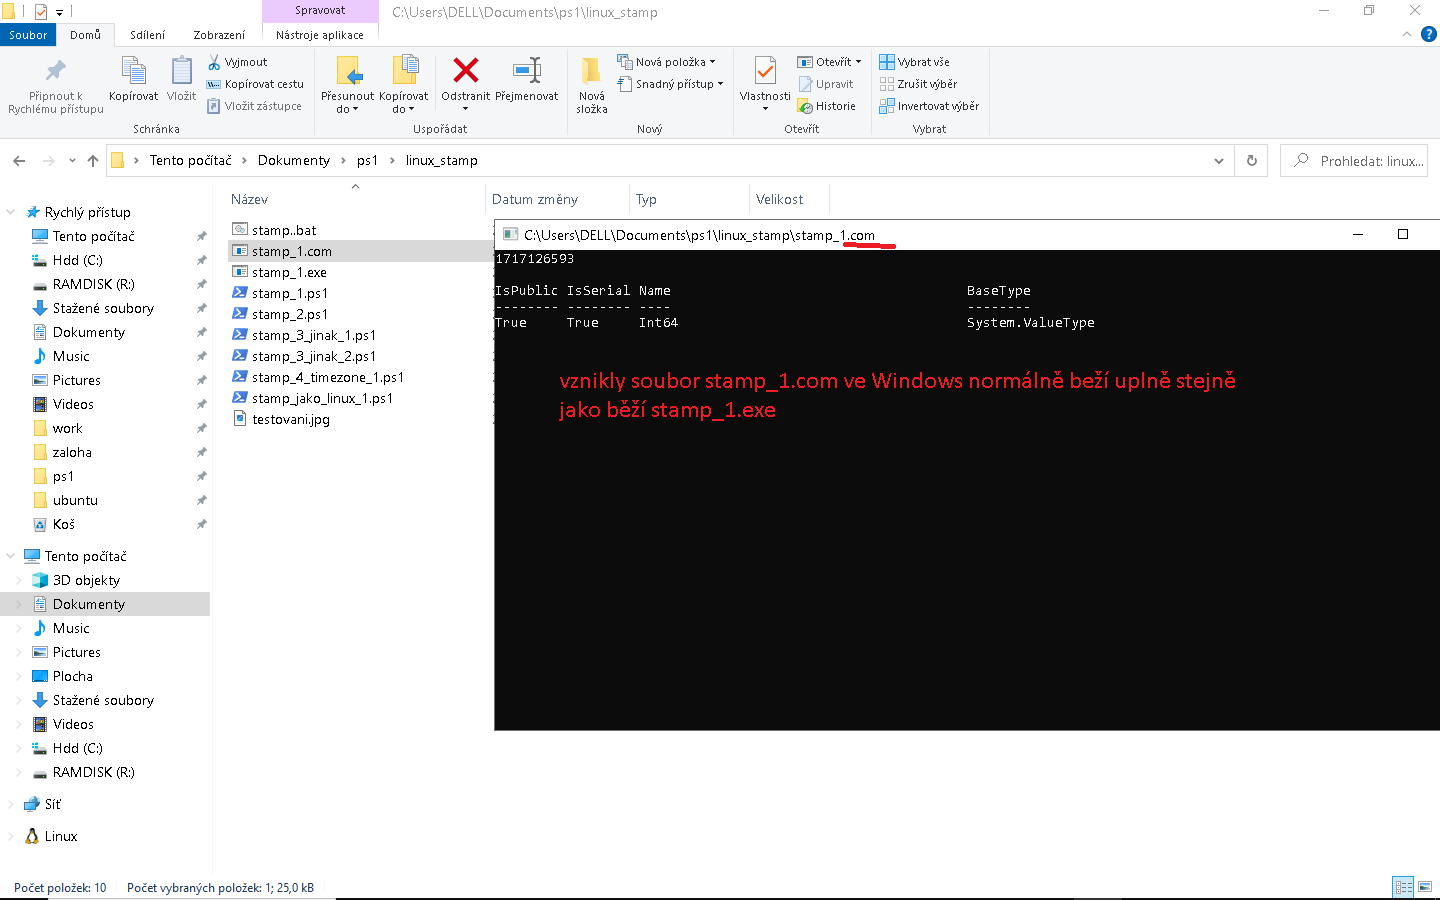 Spravovat
C:\Users\DELL\Documents\ps1\linux_stamp
Soubor
Domů
Sdílení
Zobrazení
Nástroje aplikace
Připnout k
Rychlému přístupu
Kopírovat
Vložit
Vyjmout
Kopírovat cestu
Vložit zástupce
Schránka
Přesunout
do
Kopírovat
do
Odstranit
Přejmenovat
Uspořádat
Nová
složka
Nová položka
Snadný přístup
Nový
Vlastnosti
Otevřít
Upravit
Historie
Otevřít
Vybrat vše
Zrušit výběr
Invertovat výběr
Vybrat
Tento počítač > Dokumenty > ps1 > linux_stamp
Prohledat: linux...
Rychlý přístup
Tento počítač
Hdd (C:)
RAMDISK (R:)
Stažené soubory
Dokumenty
Music
Pictures
Videos
work
zaloha
ps1
ubuntu
Koš
Tento počítač
3D objekty
Dokumenty
Music
Pictures
Plocha
Stažené soubory
Videos
Hdd (C:)
RAMDISK (R:)
Síť
Linux
Název
Datum změny
Typ
Velikost
stamp..bat
stamp_1.com
stamp_1.exe
stamp_1.ps1
stamp_2.ps1
stamp_3_jinak_1.ps1
stamp_3_jinak_2.ps1
stamp_4_timezone_1.ps1
stamp_jako_linux_1.ps1
testovani.jpg
C:\Users\DELL\Documents\ps1\linux_stamp\stamp_1.com
1717126593
IsPublic IsSerial Name BaseType
-------- -------- ---- --------
True True Int64 System.ValueType
vznikly soubor stamp_1.com ve Windows normálně beží uplně stejně
jako běží stamp_1.exe
Počet položek: 10
Počet vybraných položek: 1; 25,0 kB